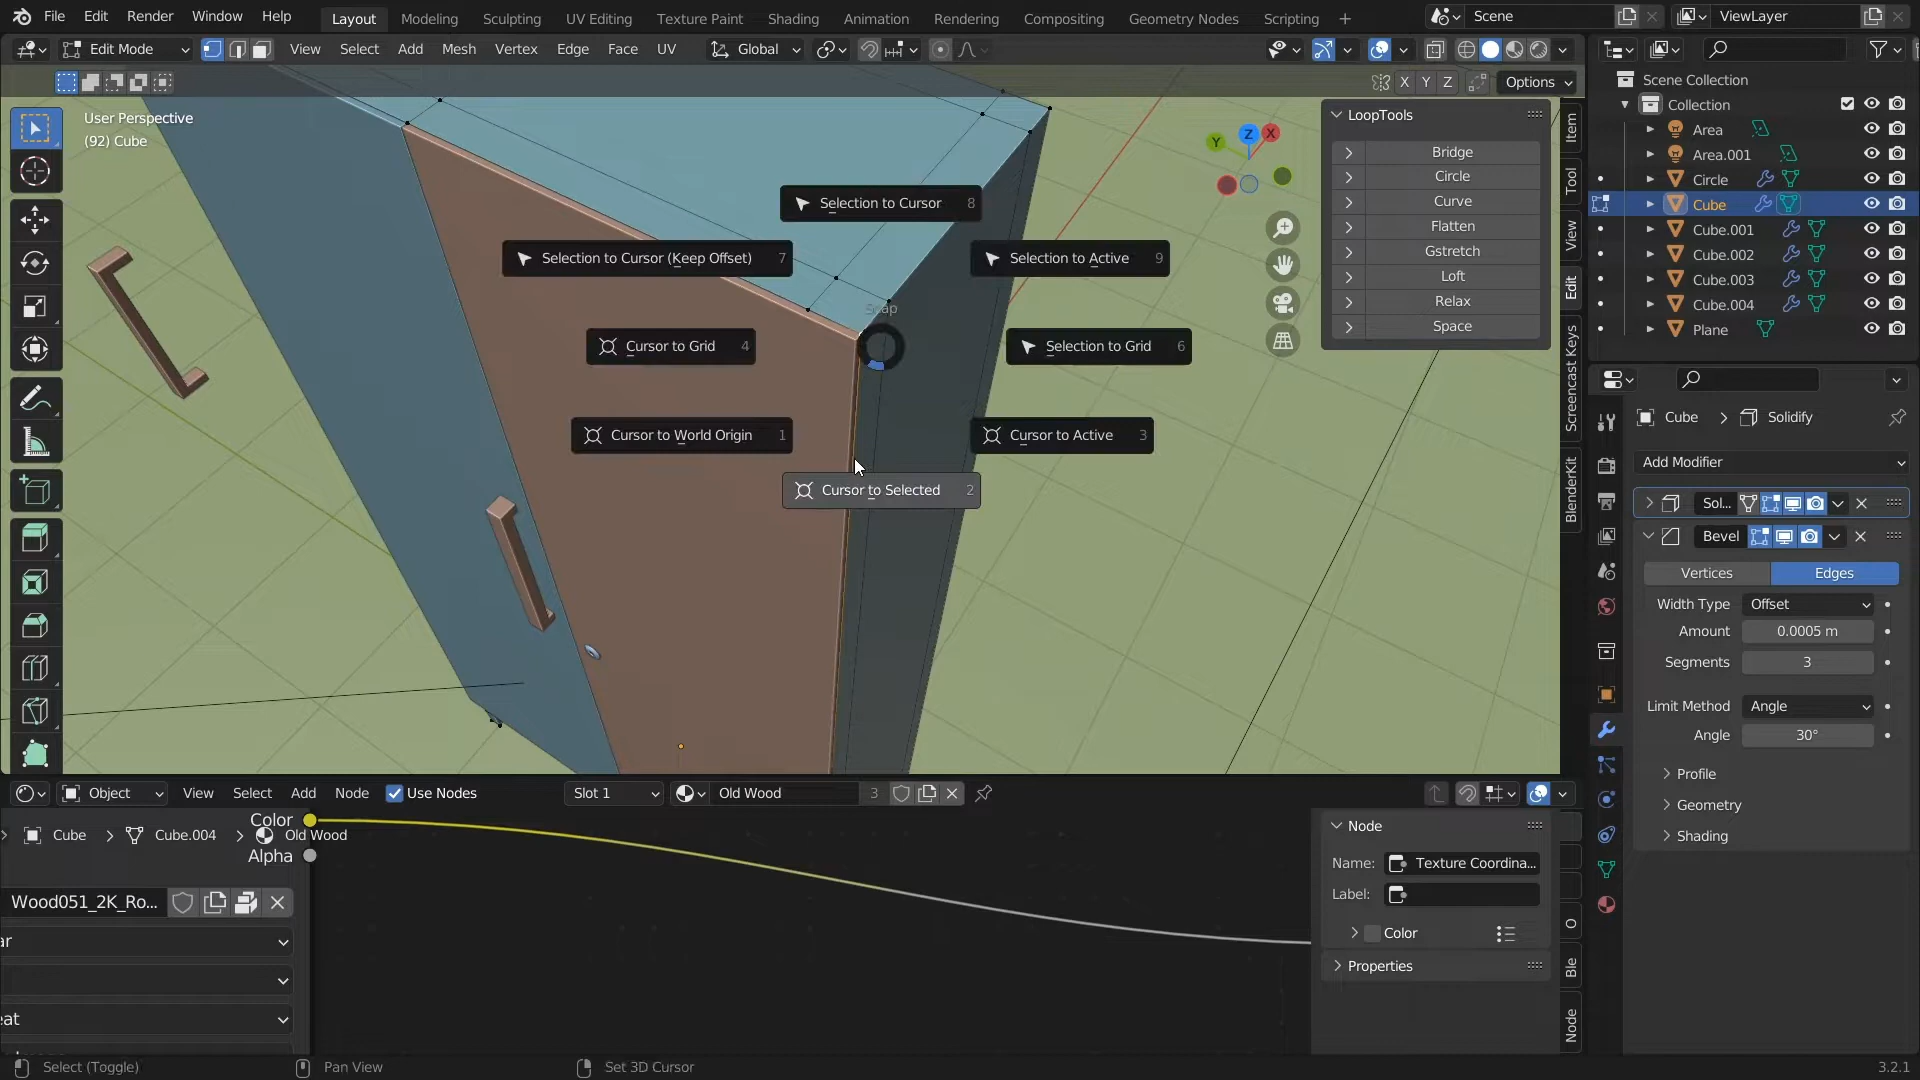 File Edit Render Window Help Layout Modeling Sculpting UV Editing Texture Paint Shading Animation Rendering Compositing Geometry Nodes Scripting + Scene ViewLayer
Edit Mode View Select Add Mesh Vertex Edge Face UV Global
X Y Z Options
User Perspective
(92) Cube
Snap
Selection to Cursor 8
Selection to Cursor (Keep Offset) 7
Selection to Active 9
Cursor to Grid 4
Selection to Grid 6
Cursor to World Origin 1
Cursor to Active 3
Cursor to Selected 2
Z
X
Y
LoopTools
Bridge
Circle
Curve
Flatten
Gstretch
Loft
Relax
Space
Item
Tool
View
Edit
Screencast Keys
BlenderKit
Scene Collection
Collection
Area
Area.001
Circle
Cube
Cube.001
Cube.002
Cube.003
Cube.004
Plane
Cube > Solidify
Add Modifier
Sol...
Bevel
Vertices Edges
Width Type Offset
Amount 0.0005 m
Segments 3
Limit Method Angle
Angle 30°
Profile
Geometry
Shading
Object View Select Add Node Use Nodes Slot 1 Old Wood 3
Color
Cube > Cube.004 > Old Wood
Alpha
Wood051_2K_Ro...
ar
eat
Node
Name: Texture Coordina...
Label:
Color
Properties
O
Ble
Node
Select (Toggle) Pan View Set 3D Cursor 3.2.1